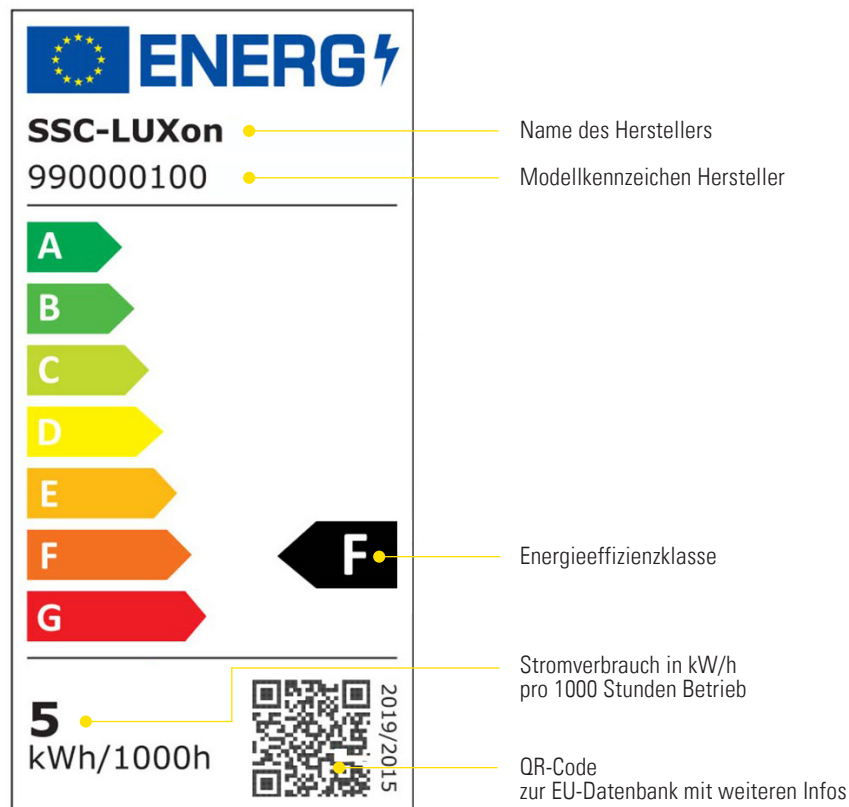 ENERG
SSC-LUXon
Name des Herstellers
990000100
Modellkennzeichen Hersteller
A
B
C
D
E
F
F
Energieeffizienzklasse
G
Stromverbrauch in kW/h
pro 1000 Stunden Betrieb
5
kWh/1000h
2019/2015
QR-Code
zur EU-Datenbank mit weiteren Infos